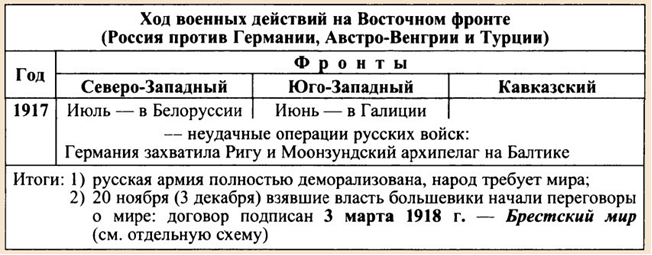 Ход военных действий на Восточном фронте
(Россия против Германии, Австро-Венгрии и Турции)
Год
Фронты
Северо-Западный Юго-Западный Кавказский
1917 Июль — в Белоруссии Июнь — в Галиции
–– неудачные операции русских войск:
Германия захватила Ригу и Моонзундский архипелаг на Балтике
Итоги: 1) русская армия полностью деморализована, народ требует мира;
2) 20 ноября (3 декабря) взявшие власть большевики начали переговоры
о мире: договор подписан 3 марта 1918 г. — Брестский мир
(см. отдельную схему)